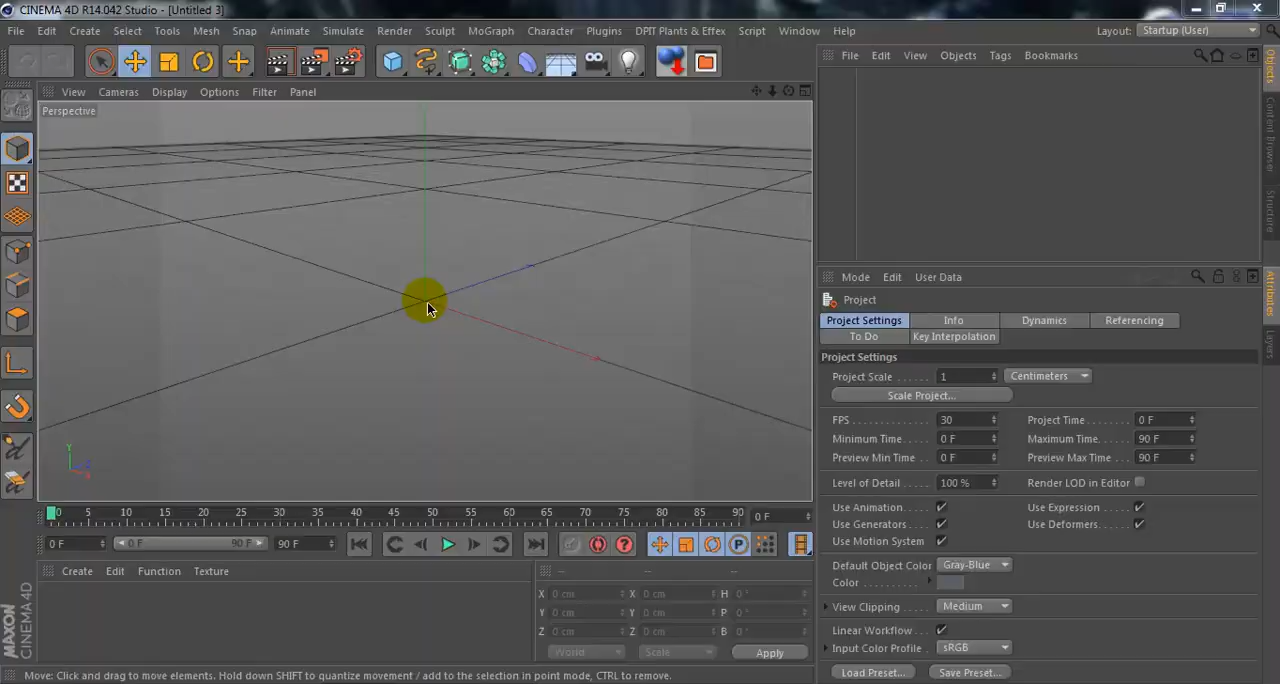 CINEMA 4D R14.042 Studio - [Untitled 3]
File Edit Create Select Tools Mesh Snap Animate Simulate Render Sculpt MoGraph Character Plugins DPIT Plants & Effex Script Window Help Layout: Startup (User)
File Edit View Objects Tags Bookmarks
View Cameras Display Options Filter Panel
Perspective
Objects
Content Browser
Structure
Mode Edit User Data
Project
Project Settings Info Dynamics Referencing
To Do Key Interpolation
Project Settings
Project Scale 1 Centimeters
Scale Project...
FPS 30 Project Time 0 F
Minimum Time 0 F Maximum Time 90 F
Preview Min Time 0 F Preview Max Time 90 F
Level of Detail 100 % Render LOD in Editor
Use Animation Use Expression
Use Generators Use Deformers
Use Motion System
Default Object Color Gray-Blue
Color
View Clipping Medium
Linear Workflow
Input Color Profile sRGB
Load Preset... Save Preset...
Attributes
Layers
Y
Z
X
0 5 10 15 20 25 30 35 40 45 50 55 60 65 70 75 80 85 90 0 F
0 F 0 F 90 F 90 F
Create Edit Function Texture
-- -- --
X 0 cm X 0 cm H 0 °
Y 0 cm Y 0 cm P 0 °
Z 0 cm Z 0 cm B 0 °
World Scale Apply
MAXON
CINEMA 4D
Move: Click and drag to move elements. Hold down SHIFT to quantize movement / add to the selection in point mode, CTRL to remove.